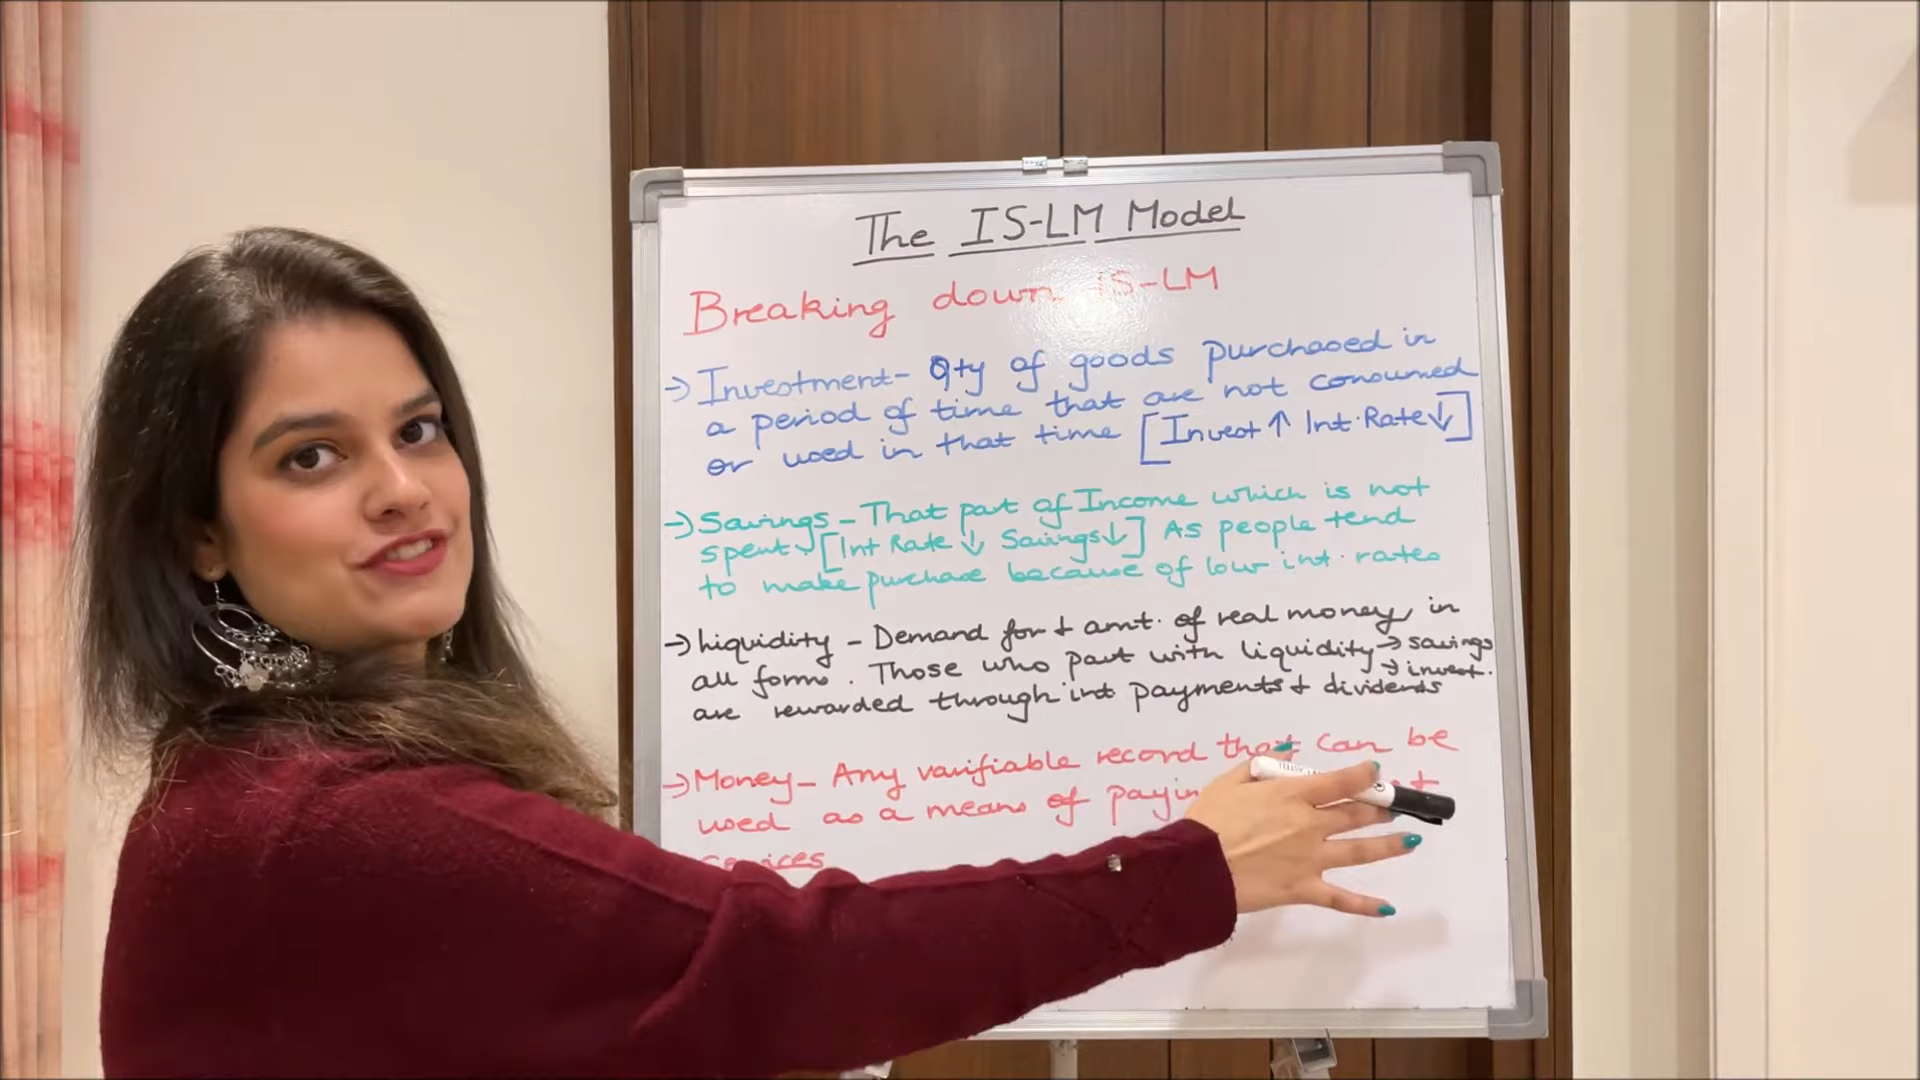 The IS-LM Model
Breaking down IS-LM
→ Investment- Qty of goods purchased in
a period of time that are not consumed
or used in that time [Invest ↑ Int. Rate ↓]
→ Savings - That part of Income which is not
spent. [Int Rate ↓ Savings ↓] As people tend
to make purchase because of low int. rates
→ Liquidity - Demand for + amt. of real money, in
all forms. Those who part with liquidity → savings
→ invest.
are rewarded through int payments + dividends
→ Money - Any varifiable record that can be
used as a means of payin